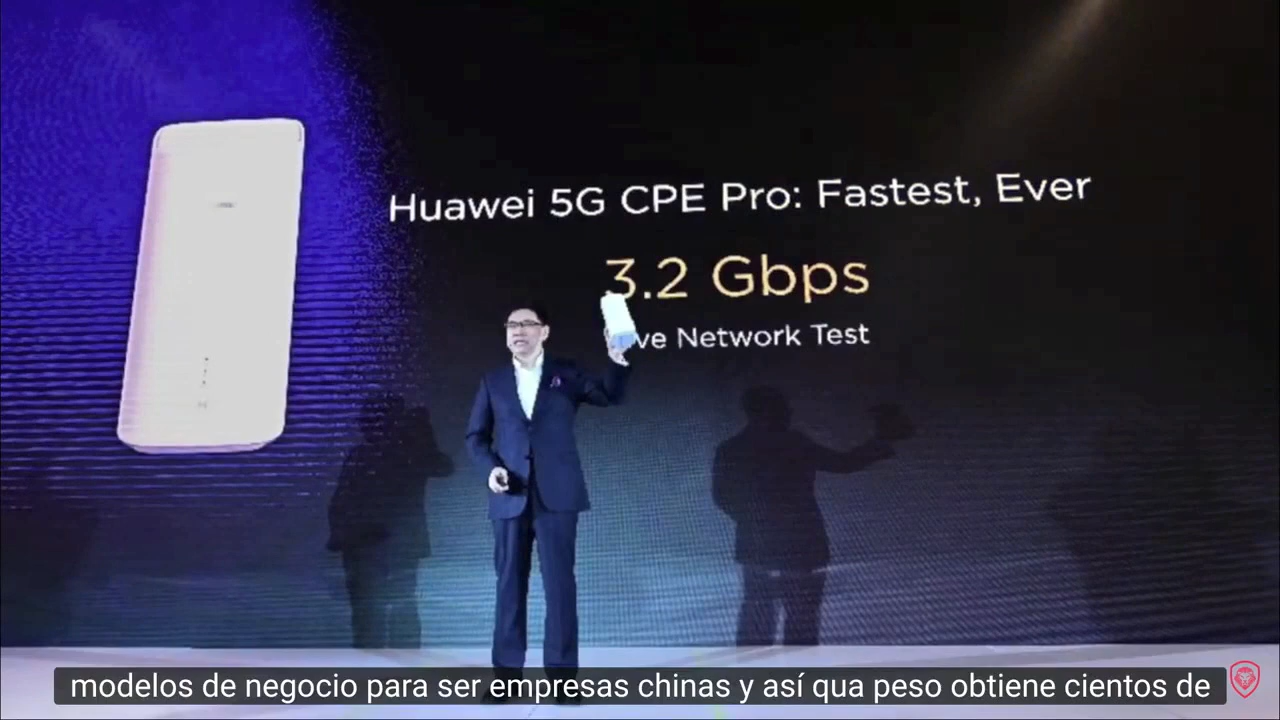 Huawei 5G CPE Pro: Fastest, Ever
3.2 Gbps
Network Test
modelos de negocio para ser empresas chinas y así qua peso obtiene cientos de